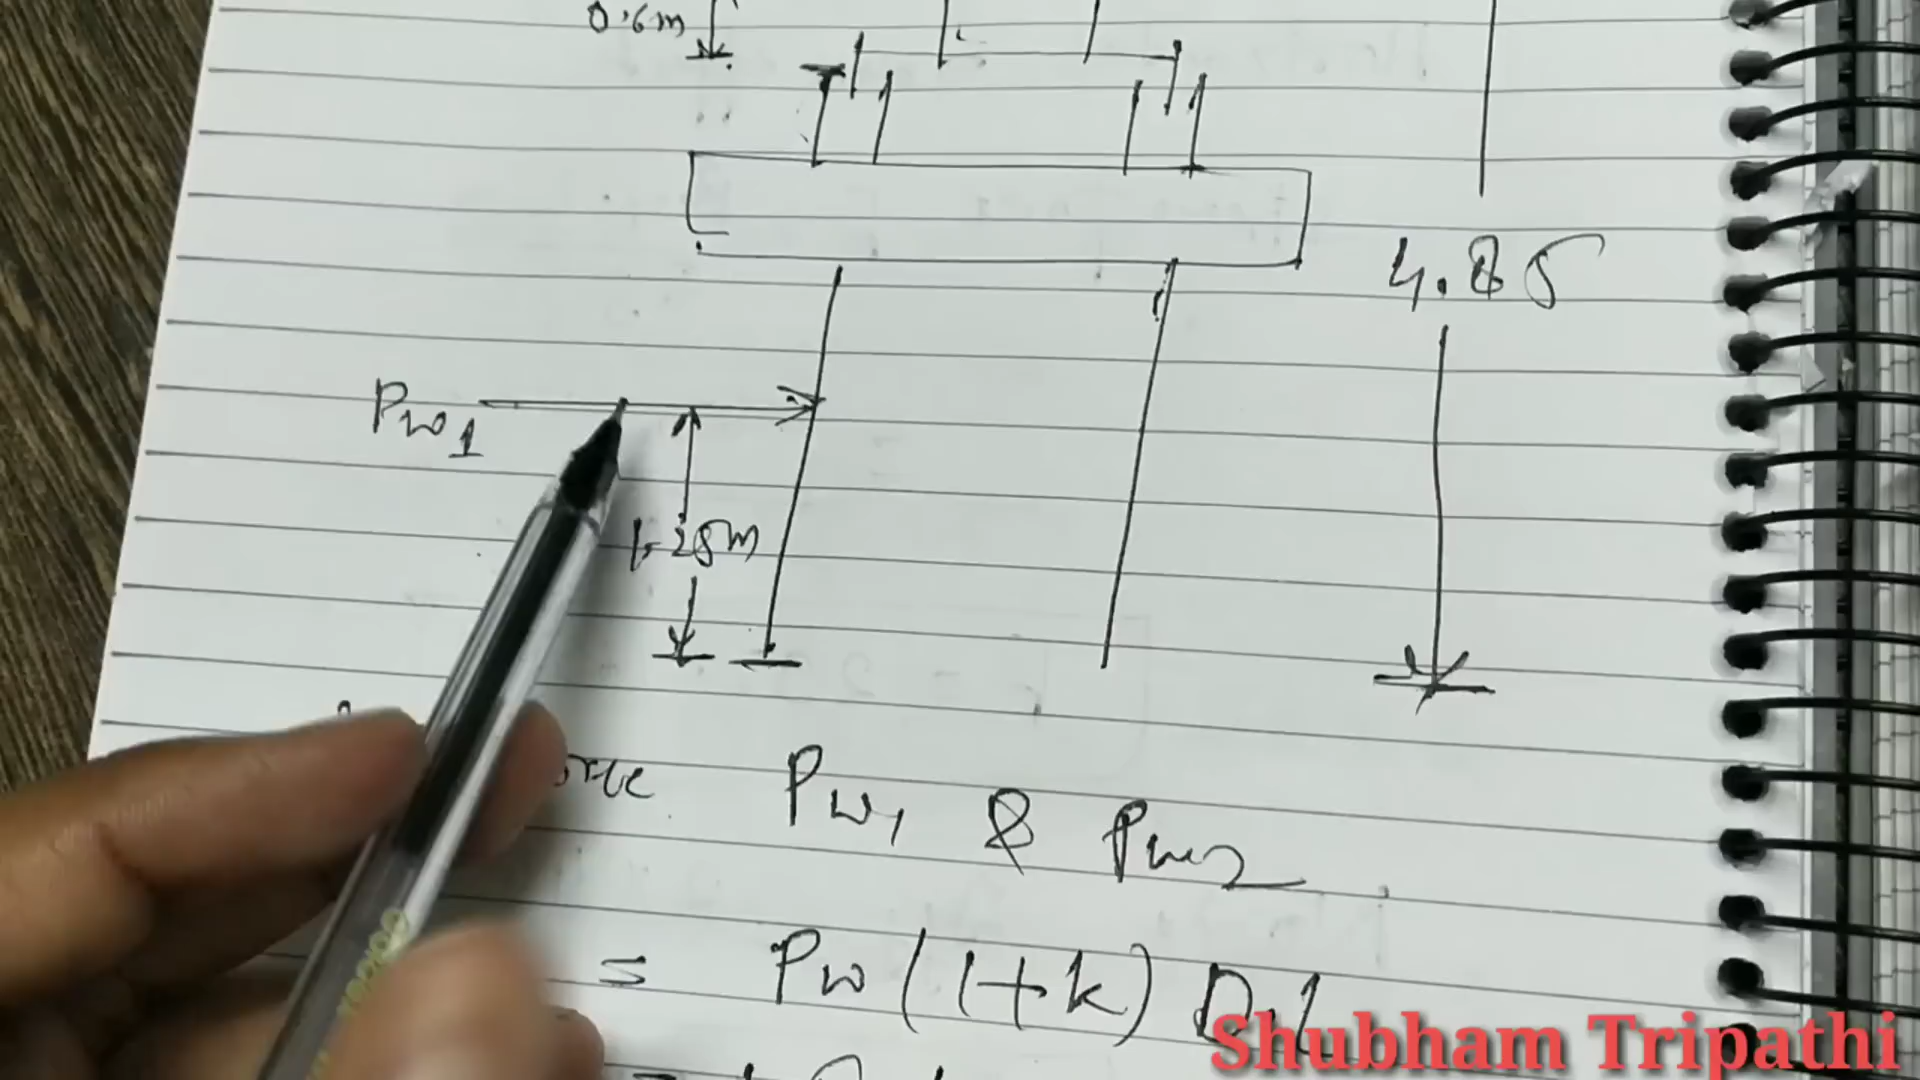 0.6m
4.85
Pw1
1.25m
Pw1 & Pw2
= Pw(1+k)
Shubham Tripathi